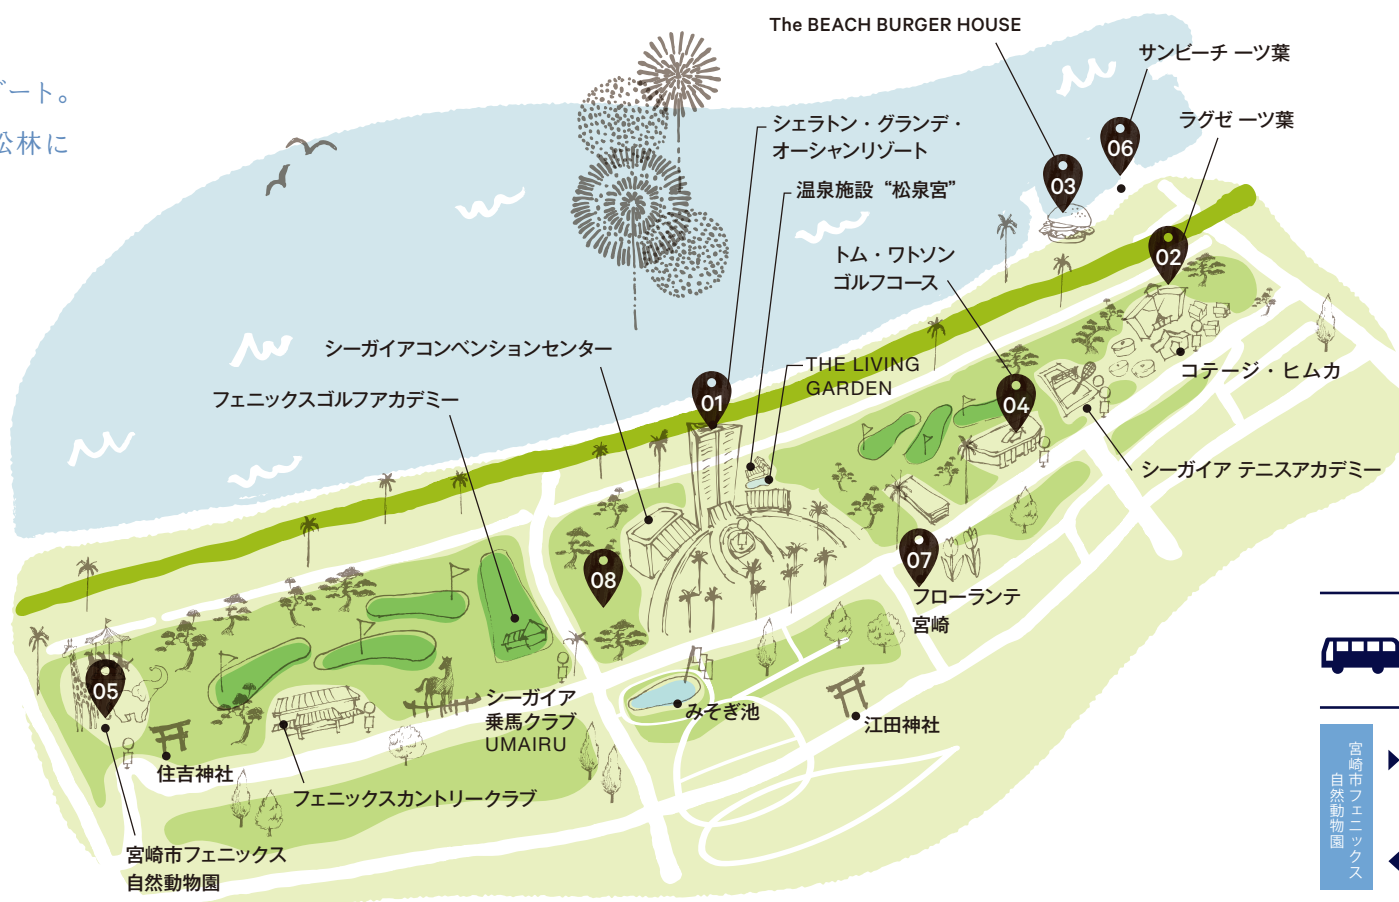 ゾート。
松林に
The BEACH BURGER HOUSE
サンビーチ 一ツ葉
ラグゼ 一ツ葉
シェラトン・グランデ・
オーシャンリゾート
温泉施設 “松泉宮”
トム・ワトソン
ゴルフコース
THE LIVING
GARDEN
シーガイアコンベンションセンター
フェニックスゴルフアカデミー
06
03
02
01
04
コテージ・ヒムカ
シーガイア テニスアカデミー
08
07
フローランテ
宮崎
05
シーガイア
乗馬クラブ
UMAIRU
みそぎ池
江田神社
住吉神社
フェニックスカントリークラブ
宮崎市フェニックス
自然動物園
宮崎市フェニックス
自然動物園